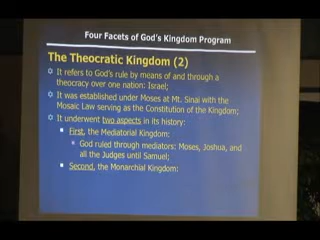 Four Facets of God's Kingdom Program
The Theocratic Kingdom (2)
It refers to God's rule by means of and through a
theocracy over one nation: Israel;
It was established under Moses at Mt. Sinai with the
Mosaic Law serving as the Constitution of the Kingdom;
It underwent two aspects in its history:
First, the Mediatorial Kingdom:
God ruled through mediators: Moses, Joshua, and
all the Judges until Samuel;
Second, the Monarchial Kingdom: